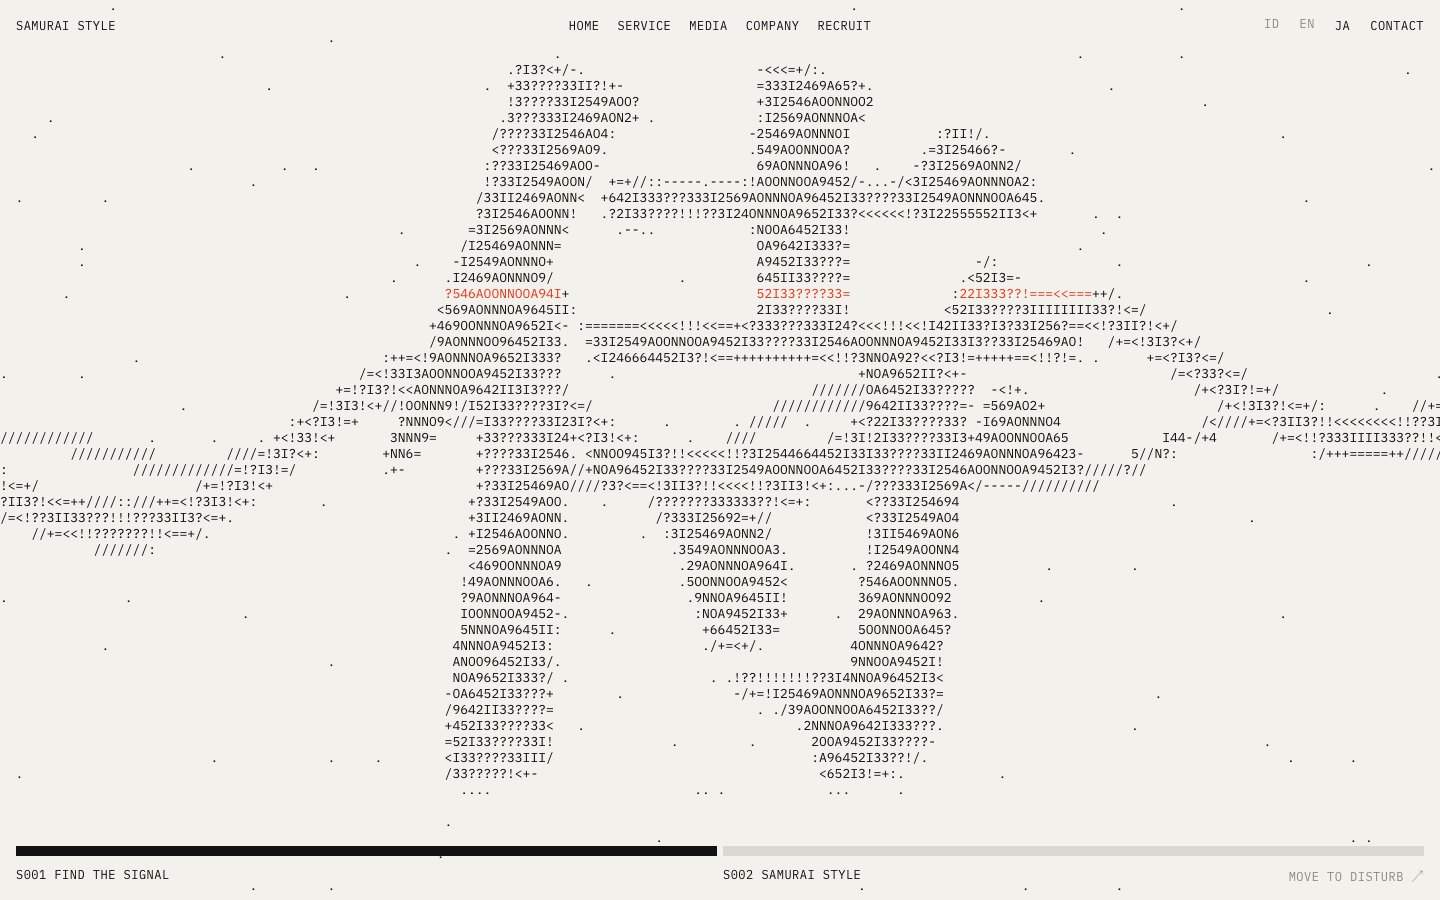 SAMURAI STYLE
HOME SERVICE MEDIA COMPANY RECRUIT
ID EN JA CONTACT
侍
S001 FIND THE SIGNAL
S002 SAMURAI STYLE
MOVE TO DISTURB ↗